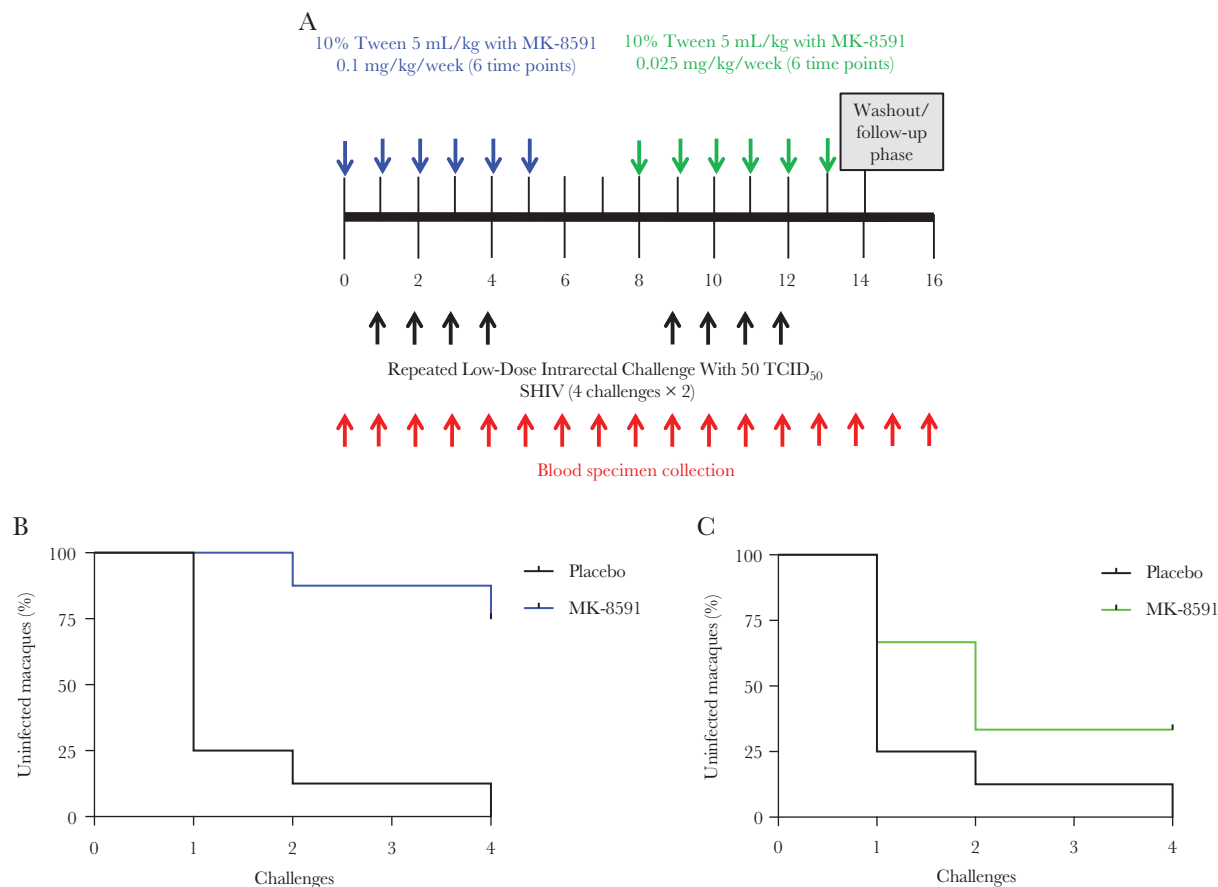 A
10% Tween 5 mL/kg with MK-8591
0.1 mg/kg/week (6 time points)
10% Tween 5 mL/kg with MK-8591
0.025 mg/kg/week (6 time points)
Washout/
follow-up
phase
0 2 4 6 8 10 12 14 16
Repeated Low-Dose Intrarectal Challenge With 50 TCID₅₀
SHIV (4 challenges × 2)
Blood specimen collection
B
Uninfected macaques (%)
100
75
50
25
0
0 1 2 3 4
Challenges
Placebo
MK-8591
C
Uninfected macaques (%)
100
75
50
25
0
0 1 2 3 4
Challenges
Placebo
MK-8591